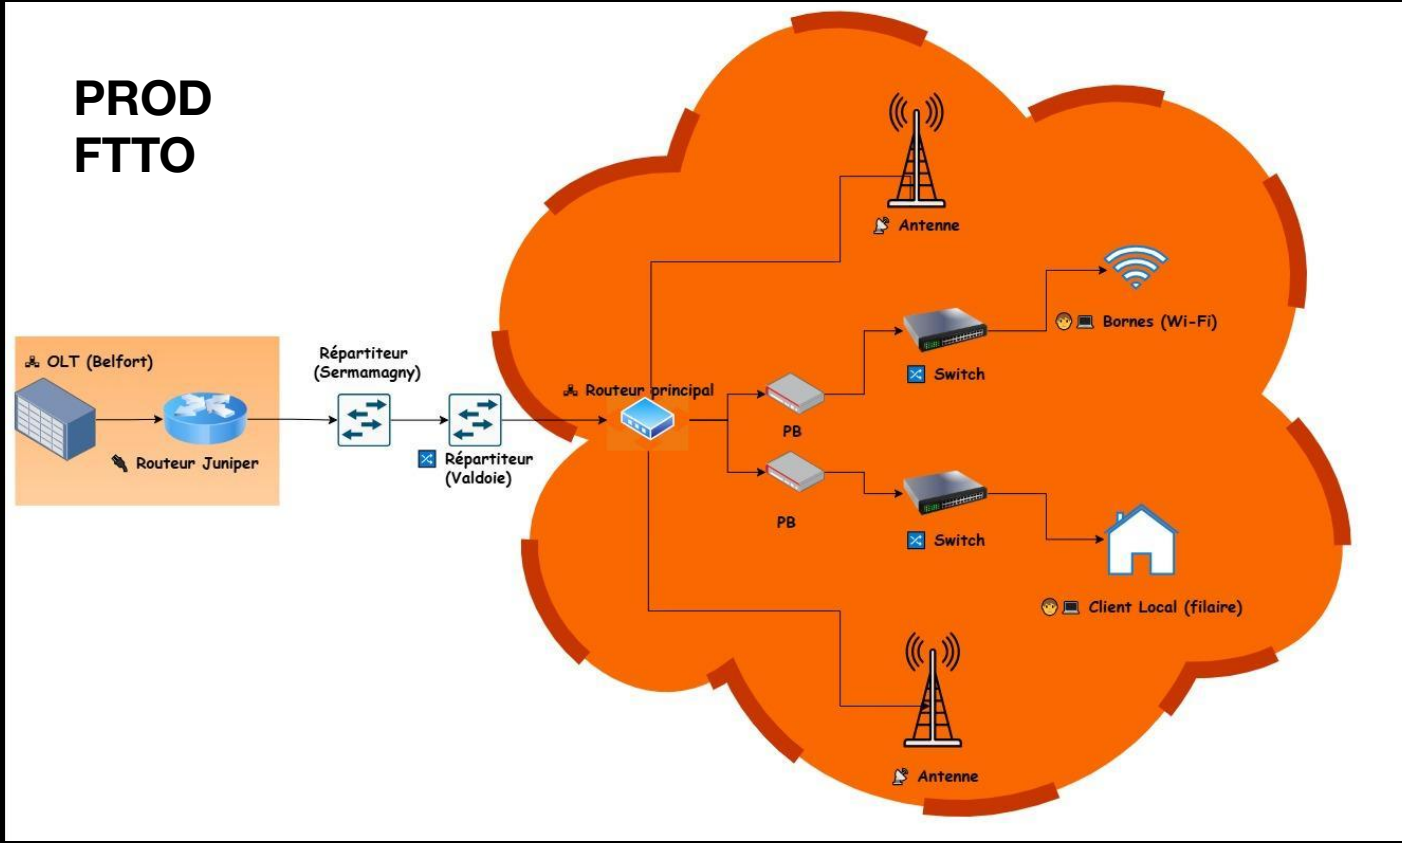 PROD
FTTO
Antenne
Bornes (Wi-Fi)
OLT (Belfort)
Répartiteur
(Sermamagny)
Routeur principal
Switch
PB
Routeur Juniper
Répartiteur
(Valdoie)
PB
Switch
Client Local (filaire)
Antenne